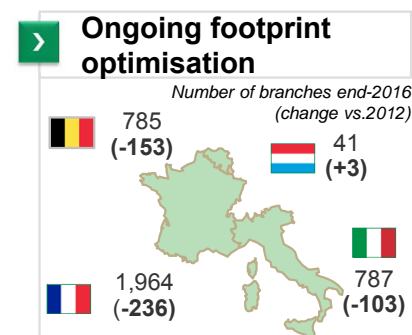 Ongoing footprint
optimisation
Number of branches end-2016
(change vs.2012)
785
(-153)
41
(+3)
1,964
(-236)
787
(-103)